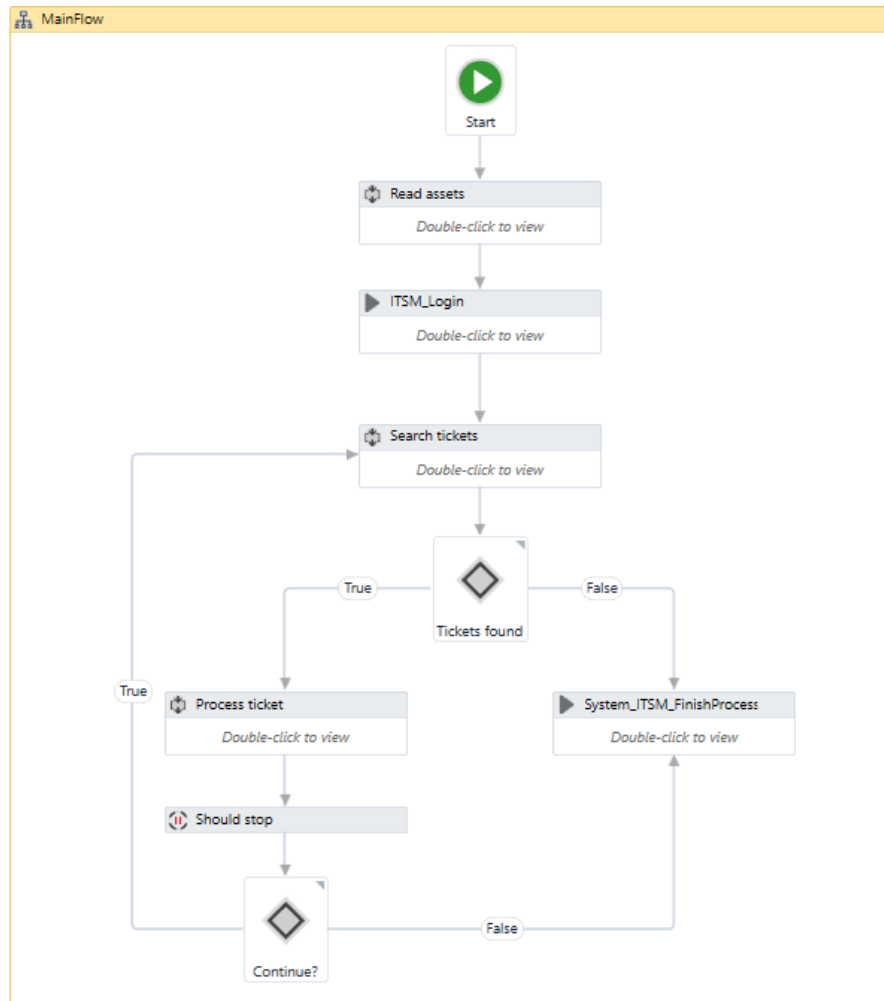 MainFlow
Start
Read assets
Double-click to view
ITSM_Login
Double-click to view
Search tickets
Double-click to view
Tickets found
True
False
Process ticket
Double-click to view
System_ITSM_FinishProcess
Double-click to view
True
Should stop
Continue?
False